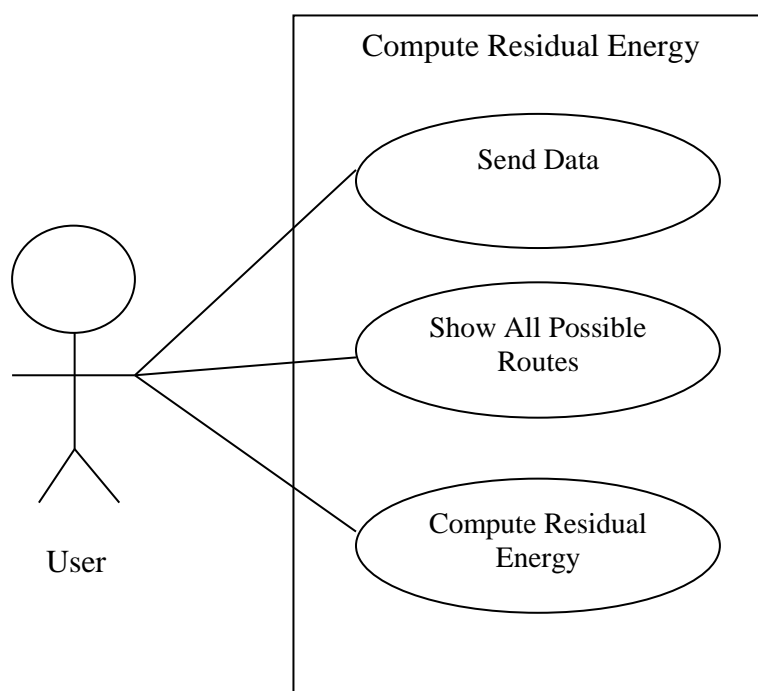 Compute Residual Energy
Send Data
Show All Possible
Routes
Compute Residual
Energy
User